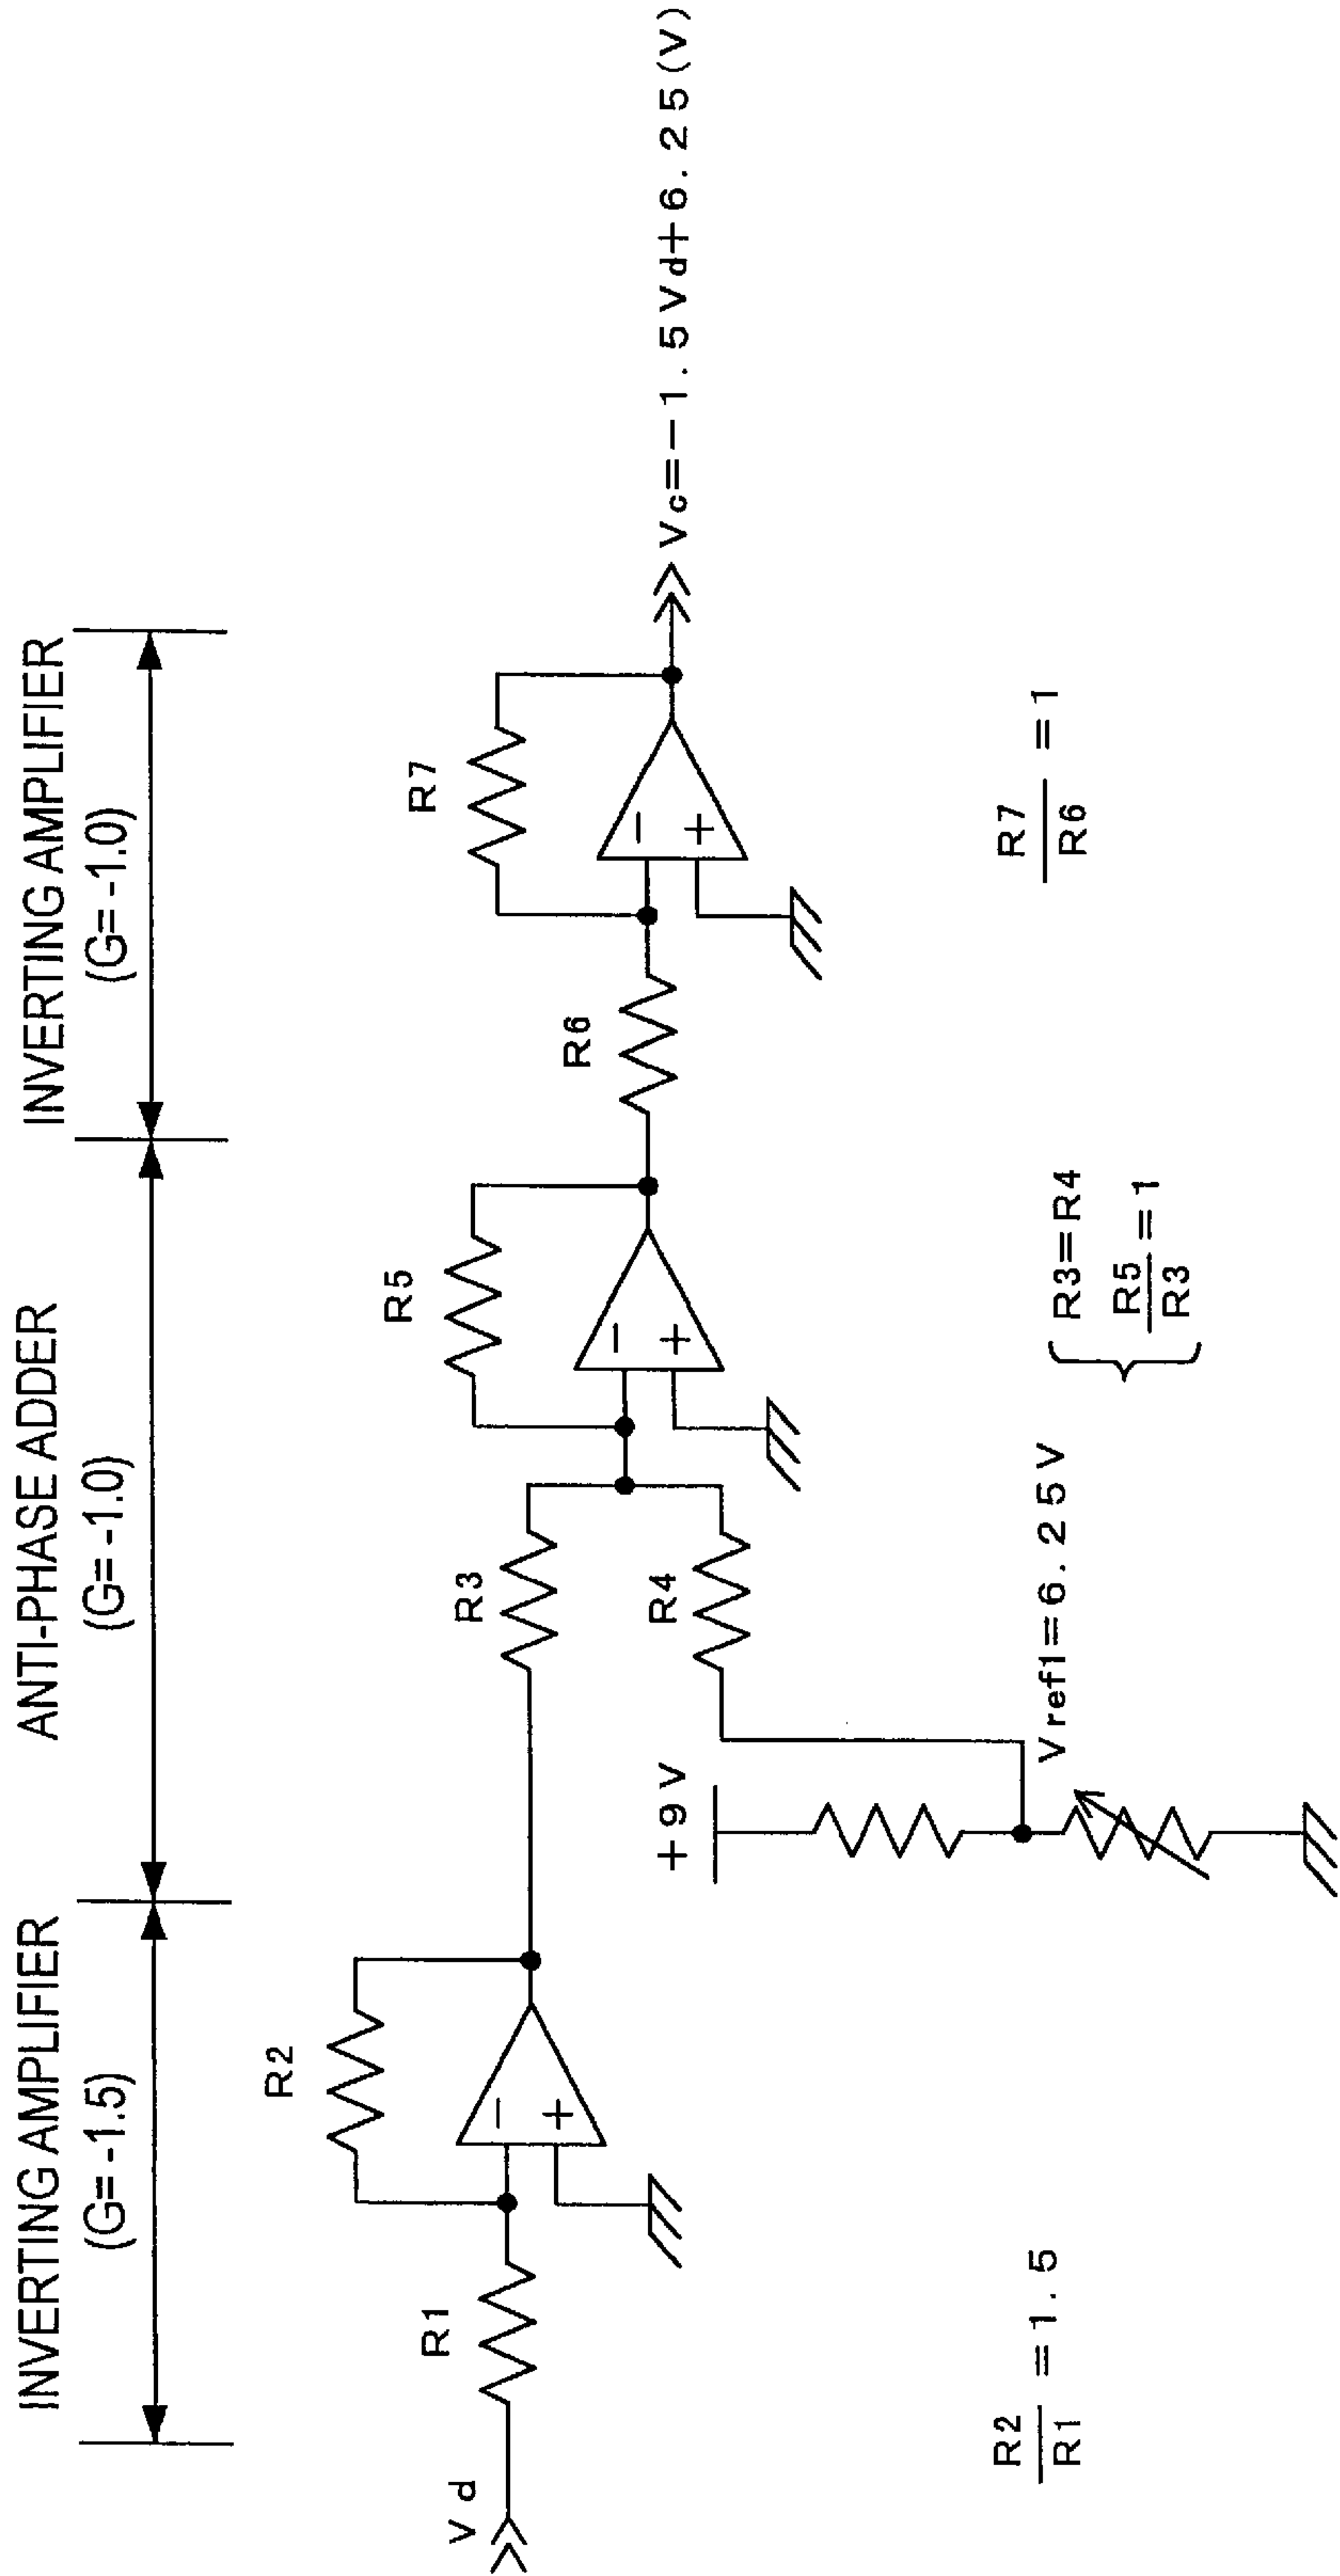 INVERTING AMPLIFIER
(G=-1.5)
ANTI-PHASE ADDER
(G=-1.0)
INVERTING AMPLIFIER
(G=-1.0)
Vd
R1
R2
-
+
R3
R4
+9V
Vref1=6.25V
R5
-
+
R6
R7
-
+
Vc=-1.5Vd+6.25(V)
R2
R1
=1.5
R3=R4
R5
R3
=1
R7
R6
=1